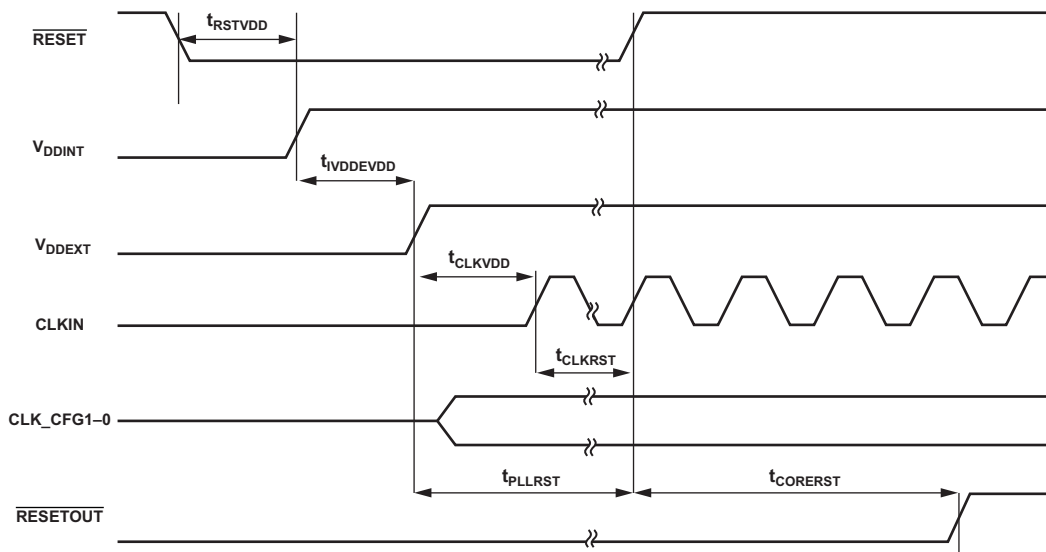 tRSTVDD
RESET
VDDINT
tIVDDEVDD
VDDEXT
tCLKVDD
CLKIN
tCLKRST
CLK_CFG1–0
tPLLRST
tCORERST
RESETOUT